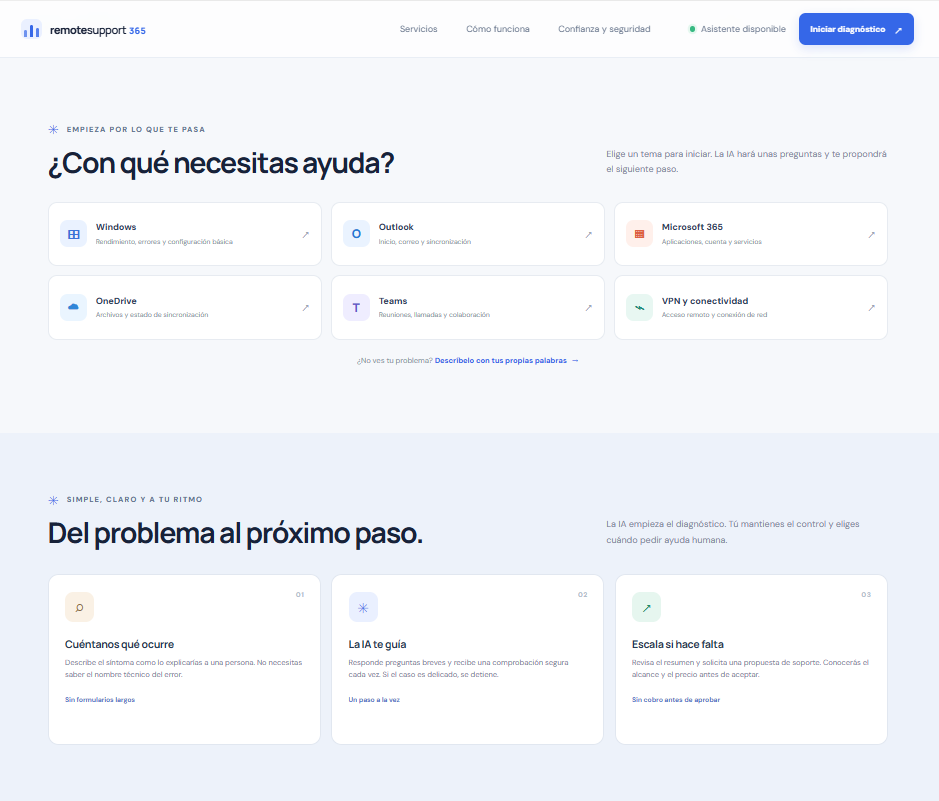 remotesupport 365
Servicios
Cómo funciona
Confianza y seguridad
Asistente disponible
Iniciar diagnóstico ↗
EMPIEZA POR LO QUE TE PASA
¿Con qué necesitas ayuda?
Elige un tema para iniciar. La IA hará unas preguntas y te propondrá
el siguiente paso.
Windows
Rendimiento, errores y configuración básica
↗
Outlook
Inicio, correo y sincronización
↗
Microsoft 365
Aplicaciones, cuenta y servicios
↗
OneDrive
Archivos y estado de sincronización
↗
T
Teams
Reuniones, llamadas y colaboración
↗
VPN y conectividad
Acceso remoto y conexión de red
↗
¿No ves tu problema? Descríbelo con tus propias palabras →
SIMPLE, CLARO Y A TU RITMO
Del problema al próximo paso.
La IA empieza el diagnóstico. Tú mantienes el control y eliges
cuándo pedir ayuda humana.
01
Cuéntanos qué ocurre
Describe el síntoma como lo explicarías a una persona. No necesitas
saber el nombre técnico del error.
Sin formularios largos
02
La IA te guía
Responde preguntas breves y recibe una comprobación segura
cada vez. Si el caso es delicado, se detiene.
Un paso a la vez
03
Escala si hace falta
Revisa el resumen y solicita una propuesta de soporte. Conocerás el
alcance y el precio antes de aceptar.
Sin cobro antes de aprobar